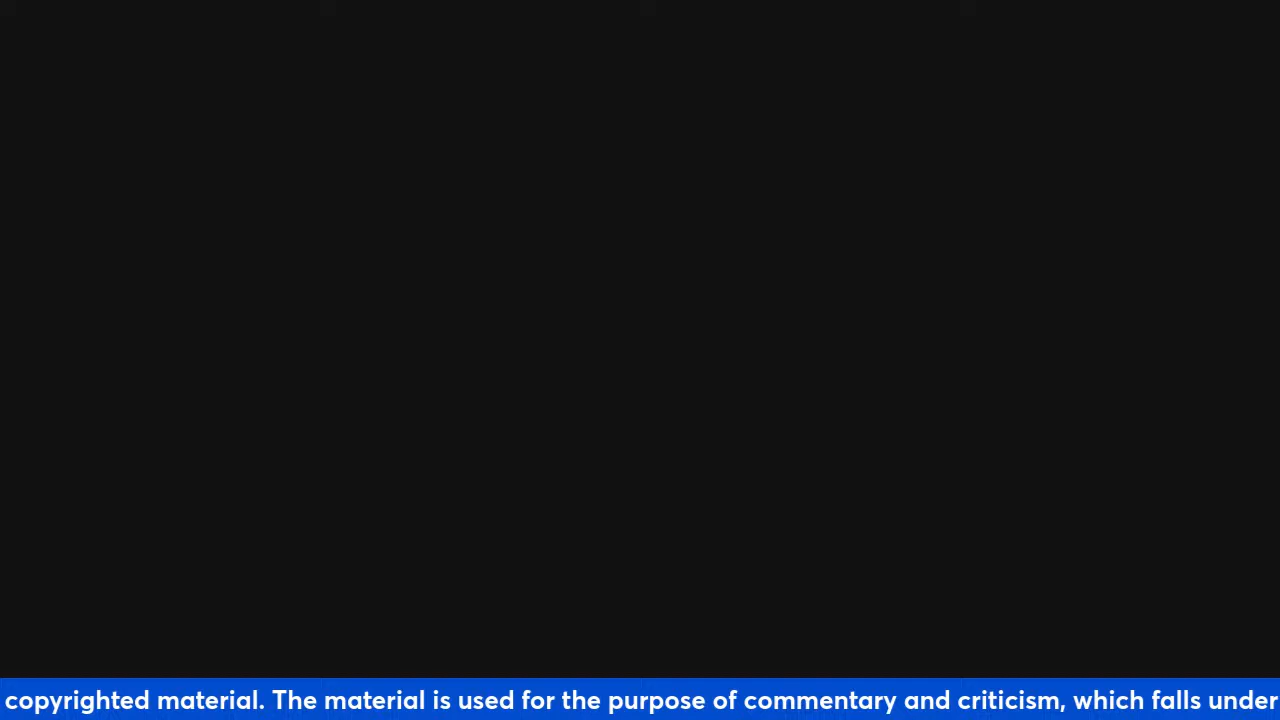 copyrighted material. The material is used for the purpose of commentary and criticism, which falls under